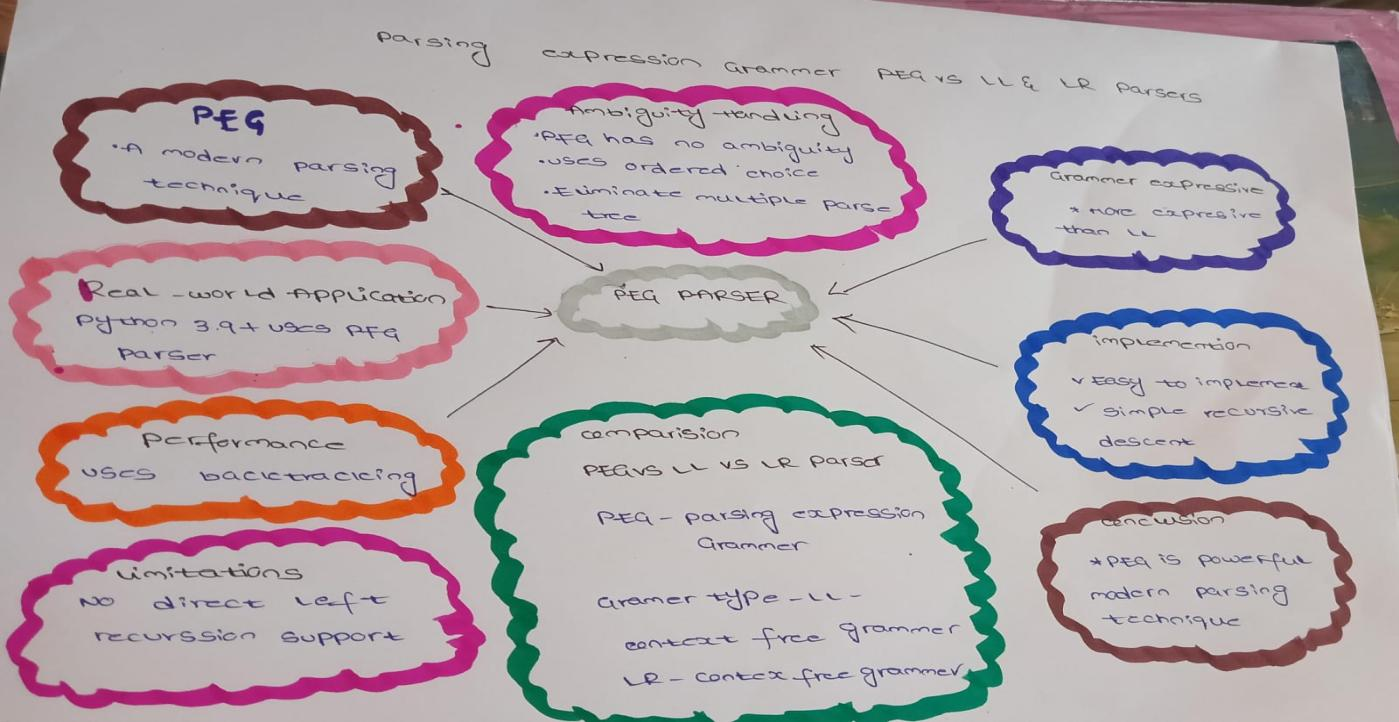 Parsing expression Grammer PEG vs LL & LR Parsers
PEG
•A modern parsing
technique
Ambiguity Handling
•PEG has no ambiguity
•uses ordered choice
•Eliminate multiple parse
tree
Grammer expressive
* more expresive
than LL
Real-world Application
Python 3.9+ uses PEG
Parser
PEG PARSER
implemention
✓ Easy to implement
✓ simple recursive
descent
Performance
uses backtracking
comparision
PEG vs LL vs LR Parser
PEG - parsing expression
Grammer
Gramer type - LL -
context free grammer
LR - contex free grammer
Limitations
No direct left
recurssion support
conclusion
*PEG is powerful
modern parsing
technique